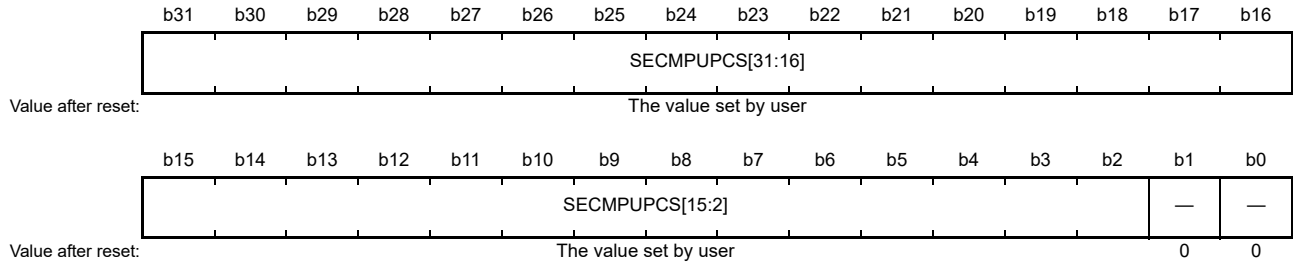 b31 b30 b29 b28 b27 b26 b25 b24 b23 b22 b21 b20 b19 b18 b17 b16
SECMPUPCS[31:16]
Value after reset: The value set by user
b15 b14 b13 b12 b11 b10 b9 b8 b7 b6 b5 b4 b3 b2 b1 b0
SECMPUPCS[15:2] — —
Value after reset: The value set by user 0 0